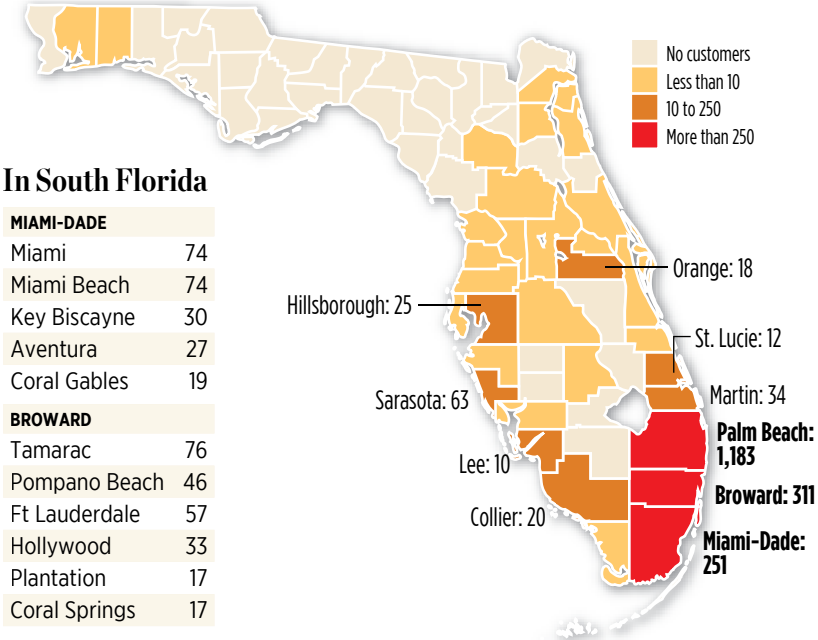 No customers
Less than 10
10 to 250
More than 250
In South Florida
MIAMI-DADE
Miami 74
Miami Beach 74
Key Biscayne 30
Aventura 27
Coral Gables 19
BROWARD
Tamarac 76
Pompano Beach 46
Ft Lauderdale 57
Hollywood 33
Plantation 17
Coral Springs 17
Orange: 18
Hillsborough: 25
St. Lucie: 12
Sarasota: 63
Martin: 34
Palm Beach:
1,183
Lee: 10
Broward: 311
Collier: 20
Miami-Dade:
251